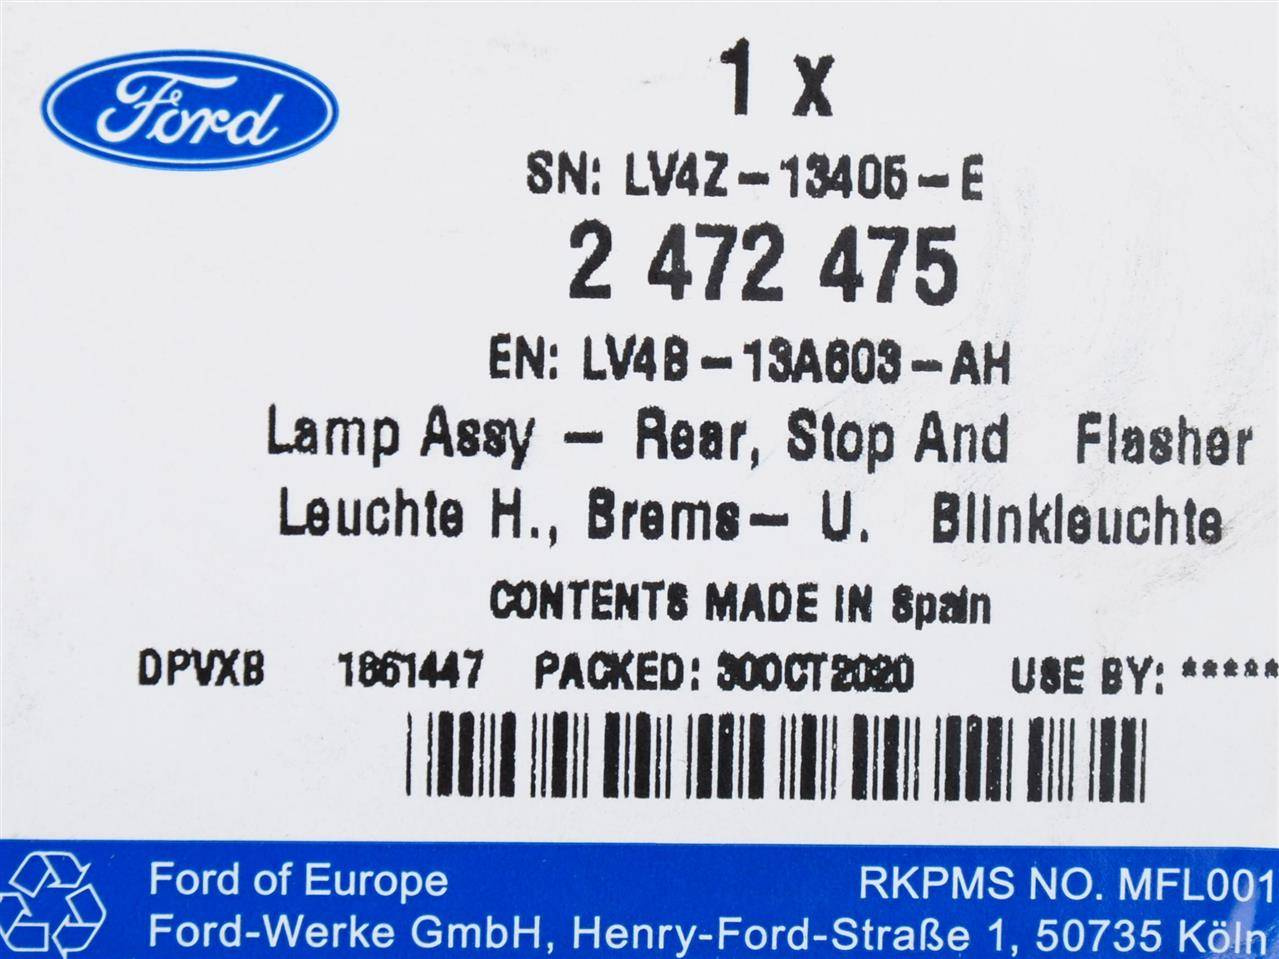 Ford
1 x
SN: LV4Z-13405-E
2 472 475
EN: LV4B-13A603-AH
Lamp Assy - Rear, Stop And Flasher
Leuchte H., Brems- U. Blinkleuchte
CONTENTS MADE IN Spain
DPVXB 1861447 PACKED: 30OCT2020 USE BY: *****
Ford of Europe
RKPMS NO. MFL001
Ford-Werke GmbH, Henry-Ford-Straße 1, 50735 Köln